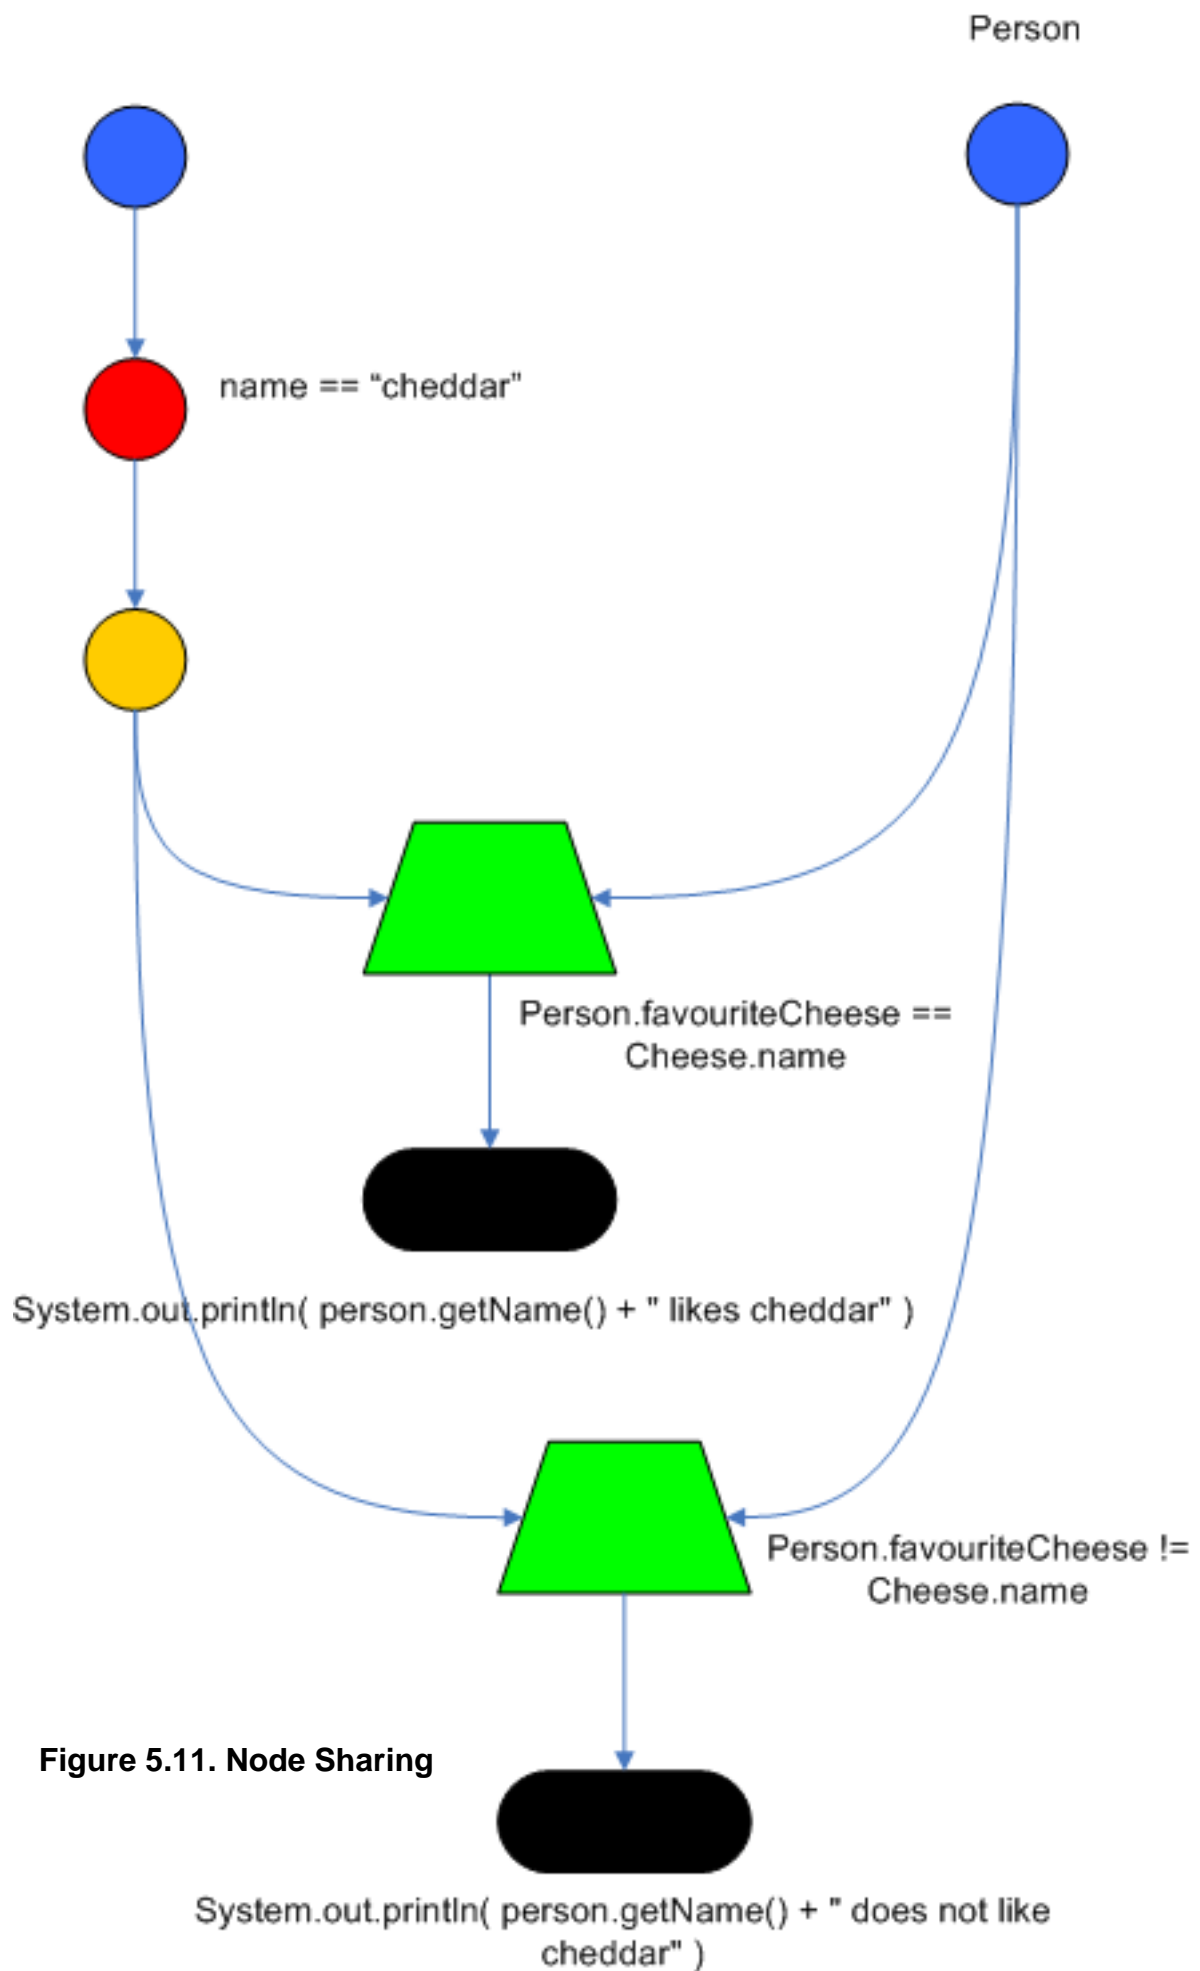 Person
name == “cheddar”
Person.favouriteCheese ==
Cheese.name
System.out.println( person.getName() + " likes cheddar" )
Person.favouriteCheese !=
Cheese.name
Figure 5.11. Node Sharing
System.out.println( person.getName() + " does not like
cheddar" )